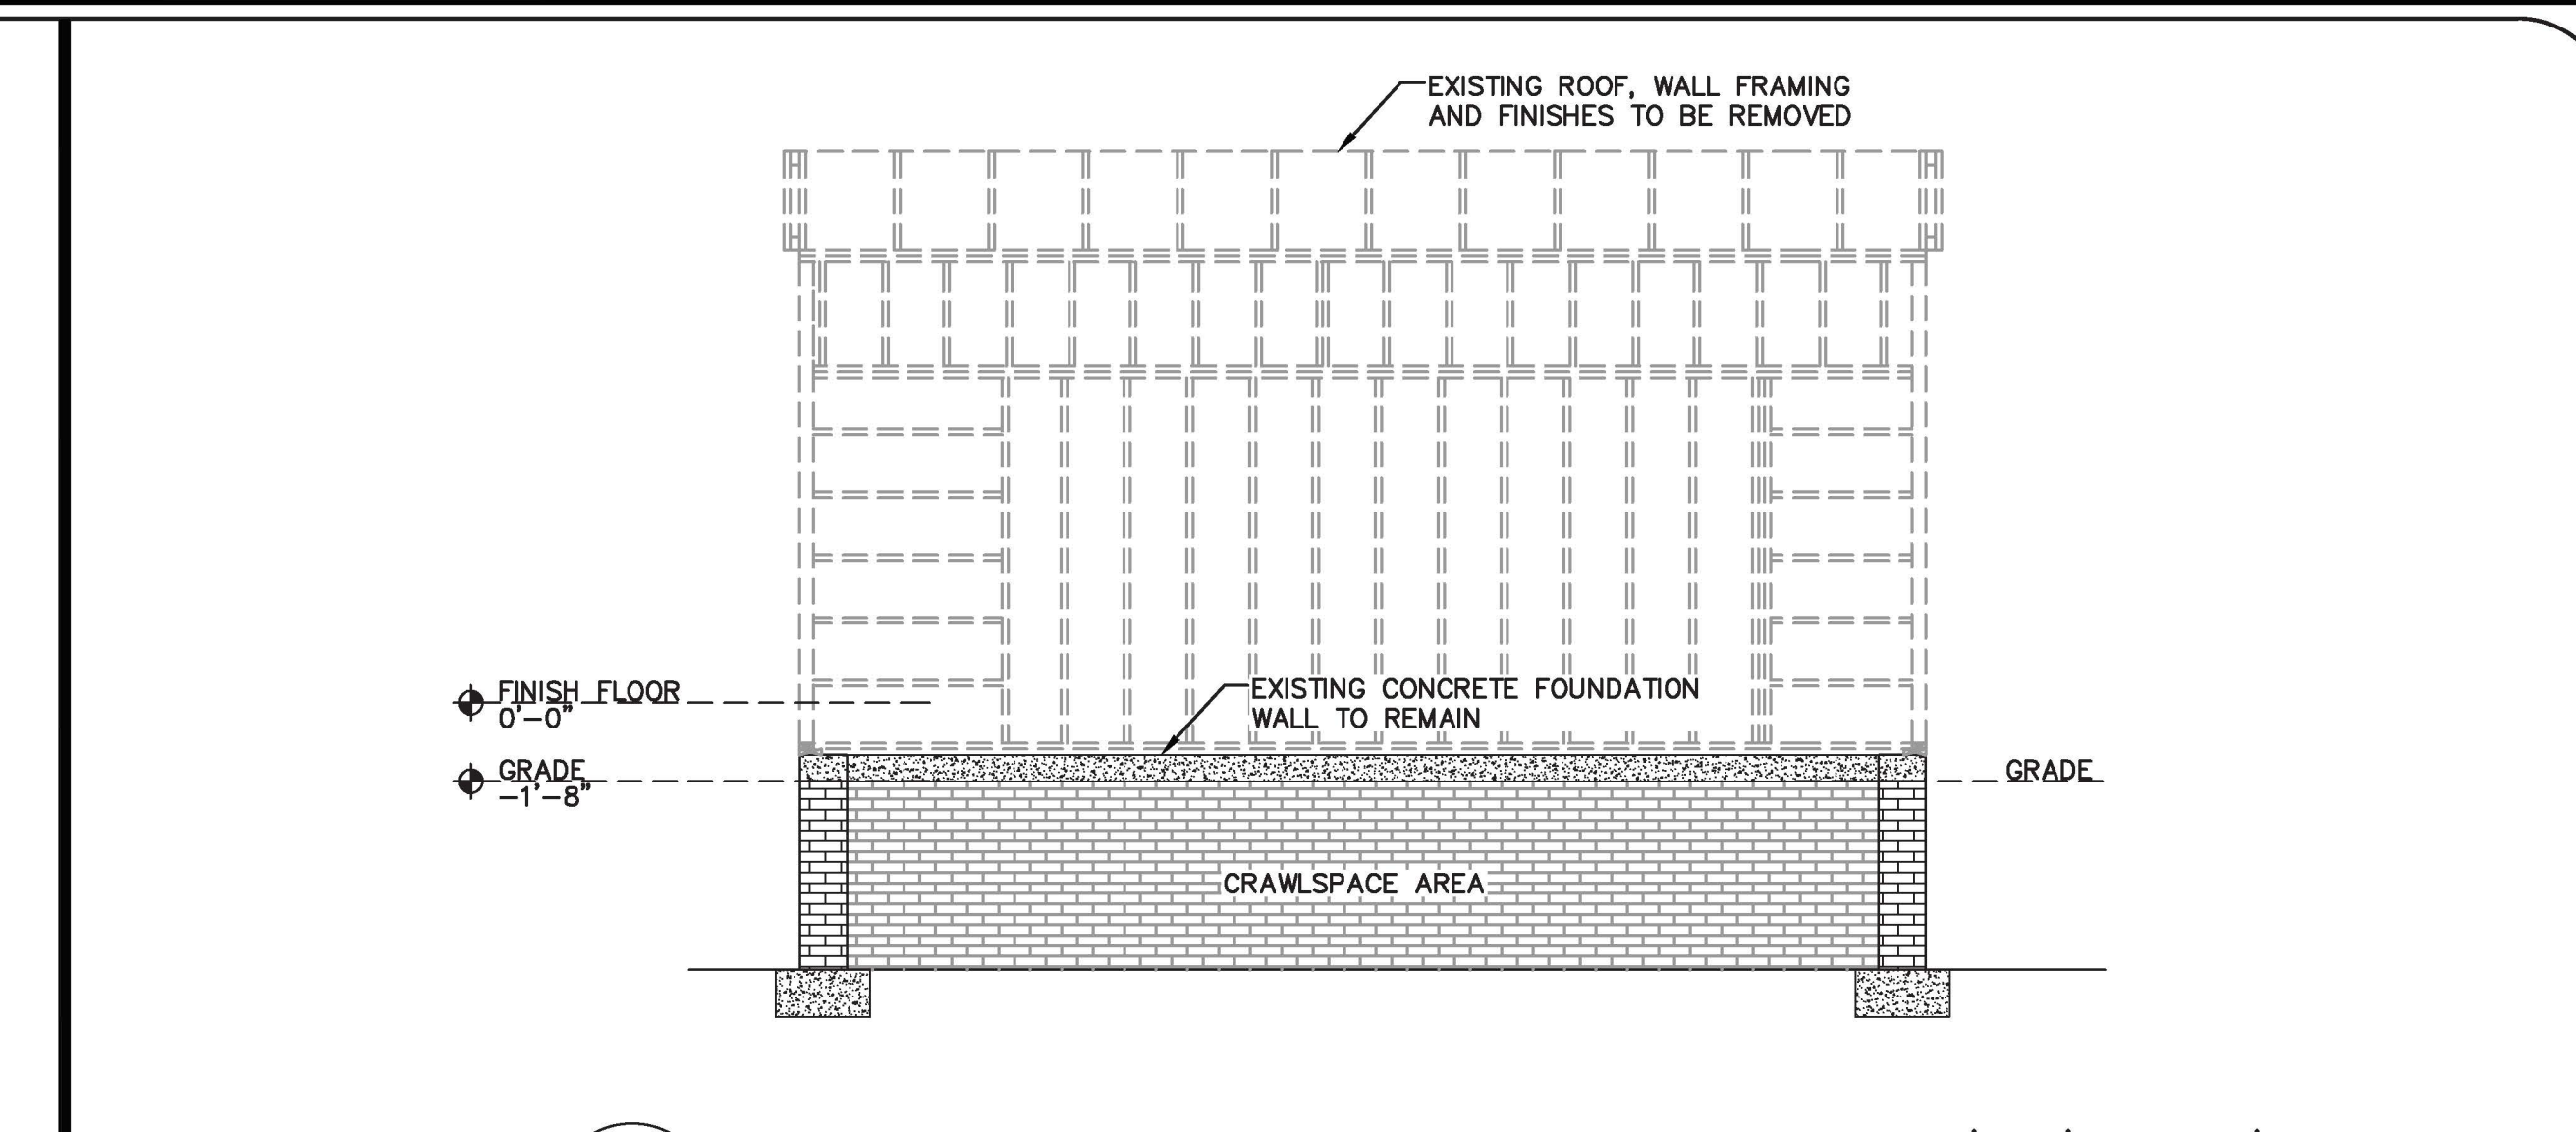 EXISTING ROOF, WALL FRAMING
AND FINISHES TO BE REMOVED
FINISH FLOOR
0'-0"
EXISTING CONCRETE FOUNDATION
WALL TO REMAIN
GRADE
-1'-8"
GRADE
CRAWLSPACE AREA